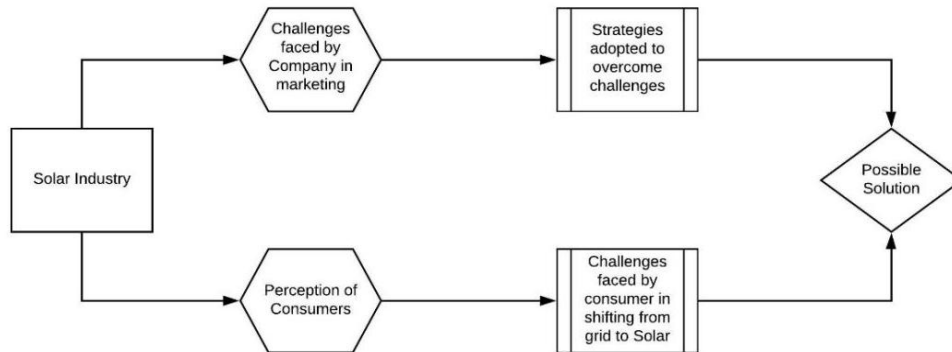 Challenges
faced by
Company in
marketing
Strategies
adopted to
overcome
challenges
Solar Industry
Possible
Solution
Perception of
Consumers
Challenges
faced by
consumer in
shifting from
grid to Solar